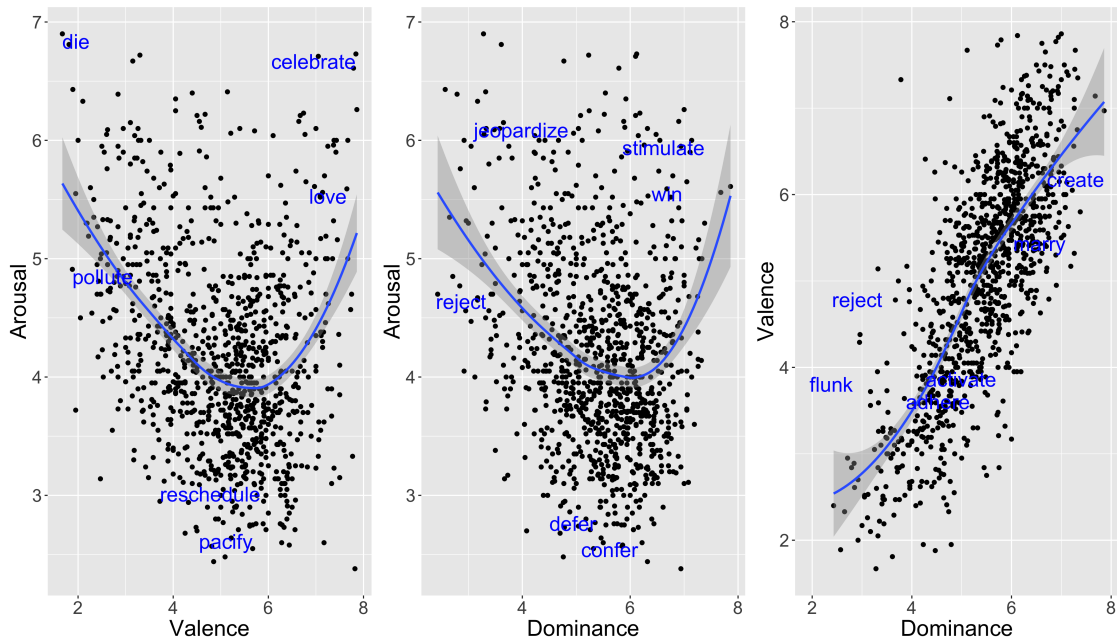 7
6
5
4
3
2
4
6
8
Arousal
Valence
die
celebrate
love
pollute
reschedule
pacify
7
6
5
4
3
4
6
8
Arousal
Dominance
jeopardize
stimulate
win
reject
defer
confer
8
6
4
2
2
4
6
8
Valence
Dominance
create
marry
reject
flunk
activate
adhere